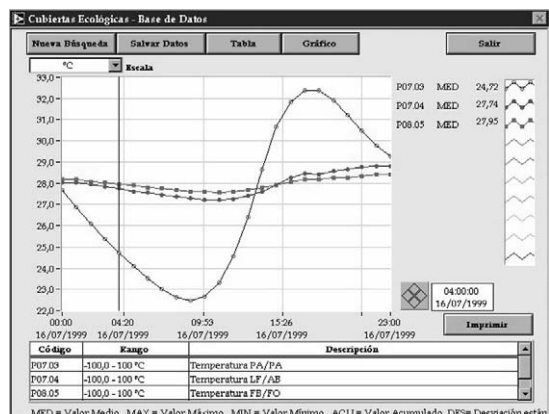 Cubiertas Ecológicas - Base de Datos
Nueva Búsqueda Salvar Datos Tabla Gráfico Salir
°C Escala
33,0
32,0
31,0
30,0
29,0
28,0
27,0
26,0
25,0
24,0
23,0
22,0
P07.03 MED 24,72
P07.04 MED 27,74
P08.05 MED 27,95
00:00 04:20 09:53 15:26 23:00
16/07/1999 16/07/1999 16/07/1999 16/07/1999 16/07/1999
04:00:00
16/07/1999
Imprimir
Código Rango Descripción
P07.03 -100,0 - 100 °C Temperatura PA/PA
P07.04 -100,0 - 100 °C Temperatura LF/AB
P08.05 -100,0 - 100 °C Temperatura FB/FO
MED = Valor Medio, MAX = Valor Máximo, MIN = Valor Mínimo, ACU = Valor Acumulado, DES= Desviación están